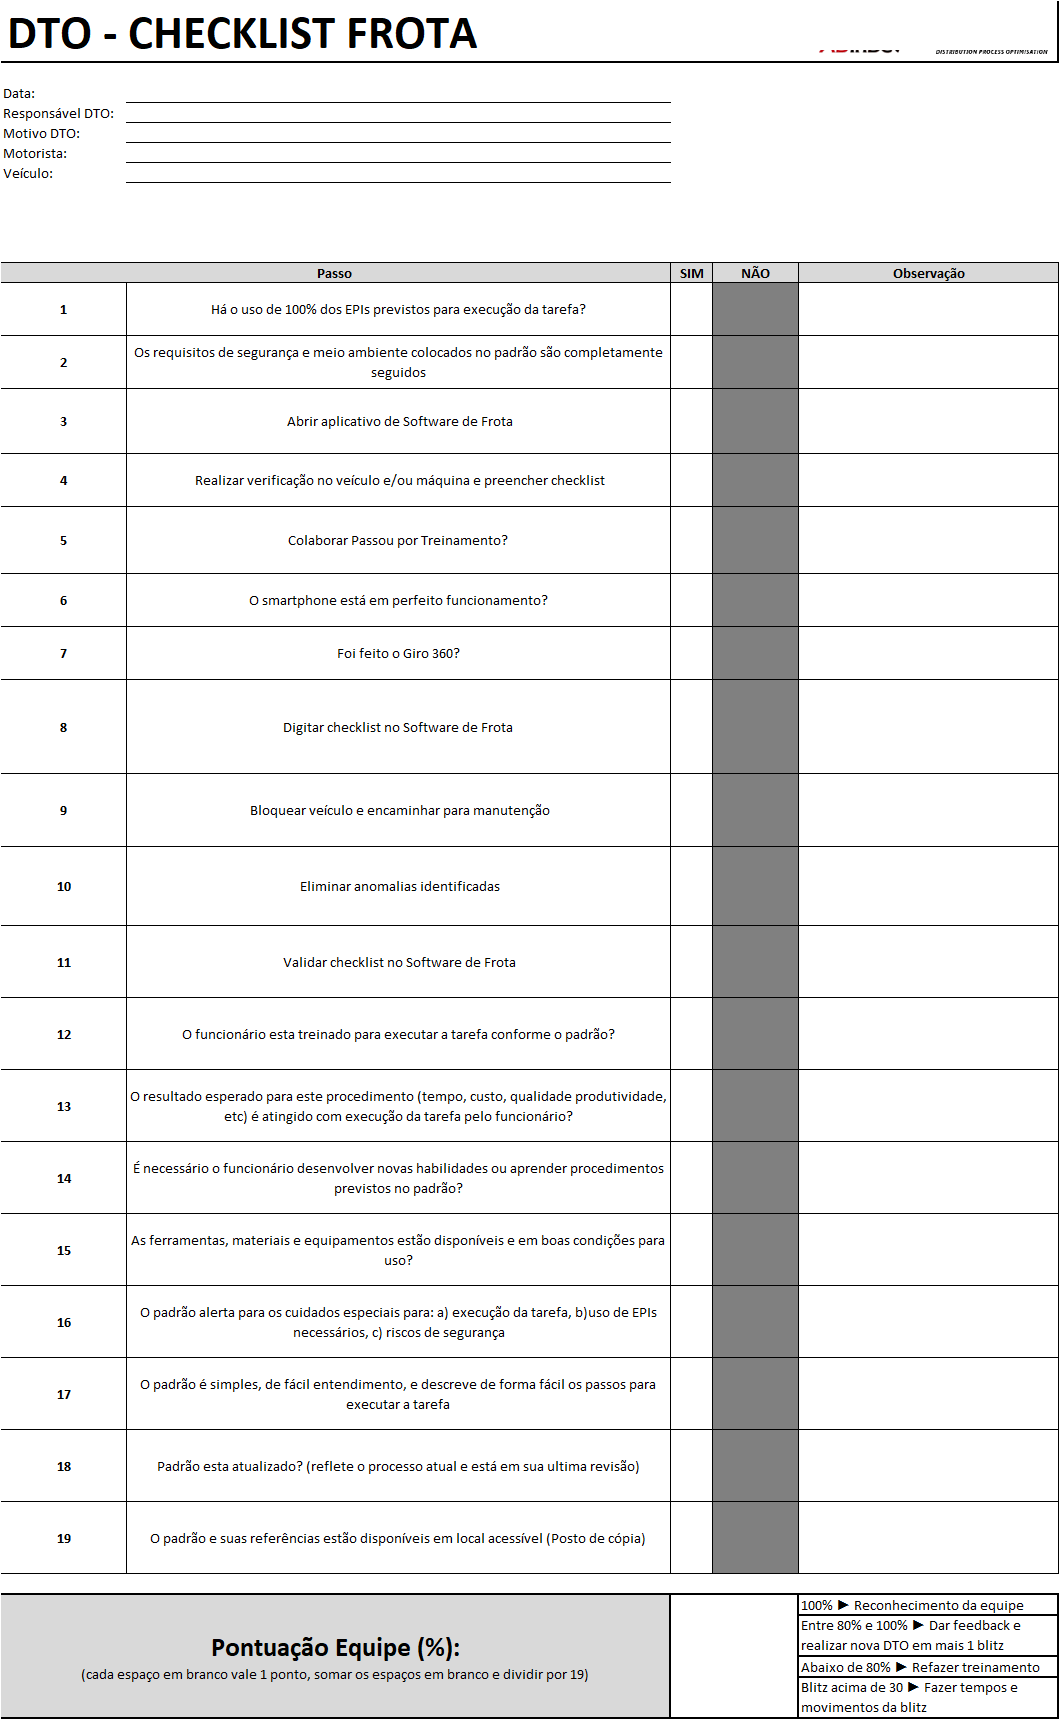 DTO - CHECKLIST FROTA
DISTRIBUTION PROCESS OPTIMISATION
Data:
Responsável DTO:
Motivo DTO:
Motorista:
Veículo:
Passo SIM NÃO Observação
1 Há o uso de 100% dos EPIs previstos para execução da tarefa?
2 Os requisitos de segurança e meio ambiente colocados no padrão são completamente
seguidos
3 Abrir aplicativo de Software de Frota
4 Realizar verificação no veículo e/ou máquina e preencher checklist
5 Colaborar Passou por Treinamento?
6 O smartphone está em perfeito funcionamento?
7 Foi feito o Giro 360?
8 Digitar checklist no Software de Frota
9 Bloquear veículo e encaminhar para manutenção
10 Eliminar anomalias identificadas
11 Validar checklist no Software de Frota
12 O funcionário esta treinado para executar a tarefa conforme o padrão?
13 O resultado esperado para este procedimento (tempo, custo, qualidade produtividade,
etc) é atingido com execução da tarefa pelo funcionário?
14 É necessário o funcionário desenvolver novas habilidades ou aprender procedimentos
previstos no padrão?
15 As ferramentas, materiais e equipamentos estão disponíveis e em boas condições para
uso?
16 O padrão alerta para os cuidados especiais para: a) execução da tarefa, b)uso de EPIs
necessários, c) riscos de segurança
17 O padrão é simples, de fácil entendimento, e descreve de forma fácil os passos para
executar a tarefa
18 Padrão esta atualizado? (reflete o processo atual e está em sua ultima revisão)
19 O padrão e suas referências estão disponíveis em local acessível (Posto de cópia)
Pontuação Equipe (%):
(cada espaço em branco vale 1 ponto, somar os espaços em branco e dividir por 19)
100% ► Reconhecimento da equipe
Entre 80% e 100% ► Dar feedback e
realizar nova DTO em mais 1 blitz
Abaixo de 80% ► Refazer treinamento
Blitz acima de 30 ► Fazer tempos e
movimentos da blitz